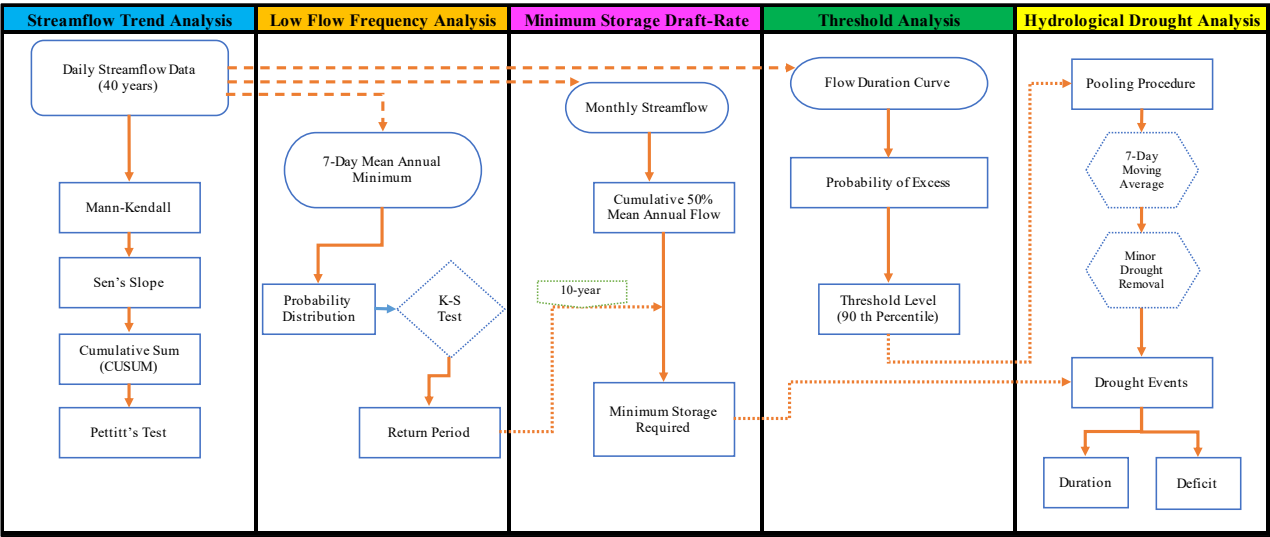 Streamflow Trend Analysis
Daily Streamflow Data
(40 years)
Mann-Kendall
Sen’s Slope
Cumulative Sum
(CUSUM)
Pettitt’s Test
Low Flow Frequency Analysis
7-Day Mean Annual
Minimum
Probability
Distribution
K-S
Test
Return Period
Minimum Storage Draft-Rate
Monthly Streamflow
Cumulative 50%
Mean Annual Flow
10-year
Minimum Storage
Required
Threshold Analysis
Flow Duration Curve
Probability of Excess
Threshold Level
(90 th Percentile)
Hydrological Drought Analysis
Pooling Procedure
7-Day
Moving
Average
Minor
Drought
Removal
Drought Events
Duration
Deficit